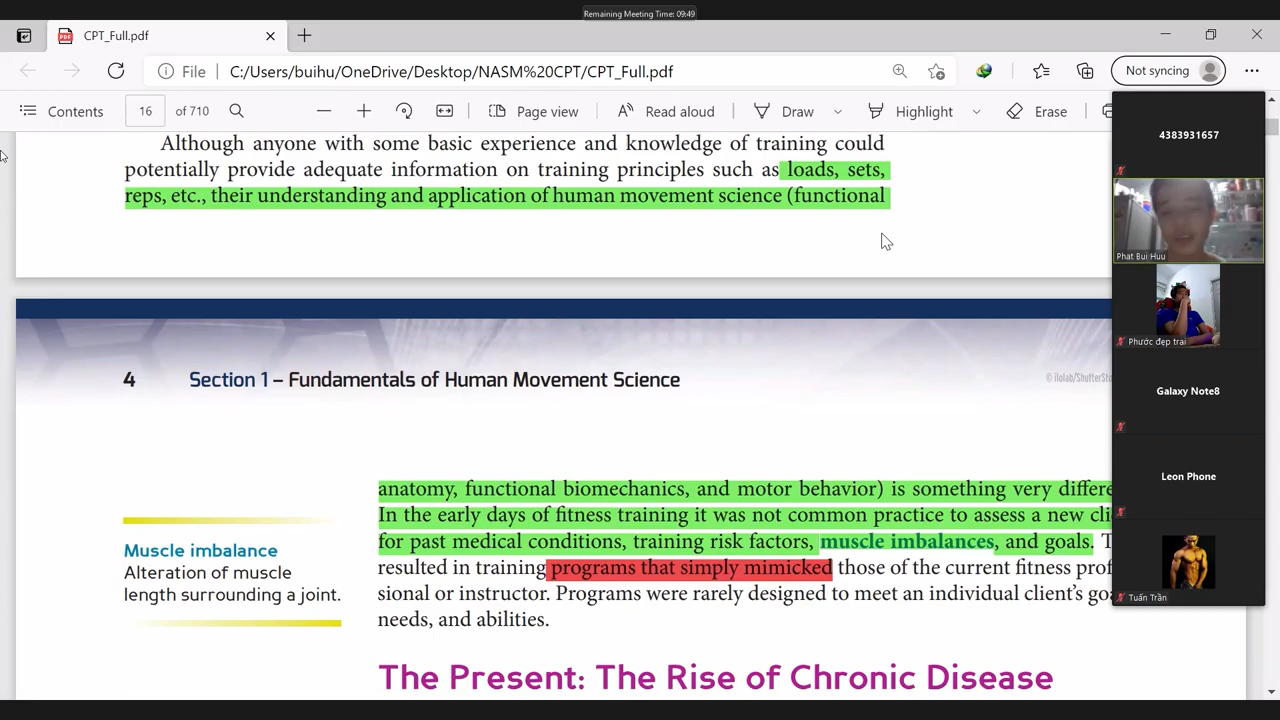 Remaining Meeting Time: 09:49
CPT_Full.pdf
File
C:/Users/buihu/OneDrive/Desktop/NASM%20CPT/CPT_Full.pdf
Not syncing
Contents
16
of 710
Page view
Read aloud
Draw
Highlight
Erase
Although anyone with some basic experience and knowledge of training could
potentially provide adequate information on training principles such as loads, sets,
reps, etc., their understanding and application of human movement science (functional
4
Section 1 – Fundamentals of Human Movement Science
© ilolab/ShutterSto
anatomy, functional biomechanics, and motor behavior) is something very differe
In the early days of fitness training it was not common practice to assess a new cli
for past medical conditions, training risk factors, muscle imbalances, and goals. T
resulted in training programs that simply mimicked those of the current fitness prof
sional or instructor. Programs were rarely designed to meet an individual client's goa
needs, and abilities.
Muscle imbalance
Alteration of muscle
length surrounding a joint.
The Present: The Rise of Chronic Disease
4383931657
Phat Bui Huu
Phước đẹp trai
Galaxy Note8
Leon Phone
Tuấn Trần